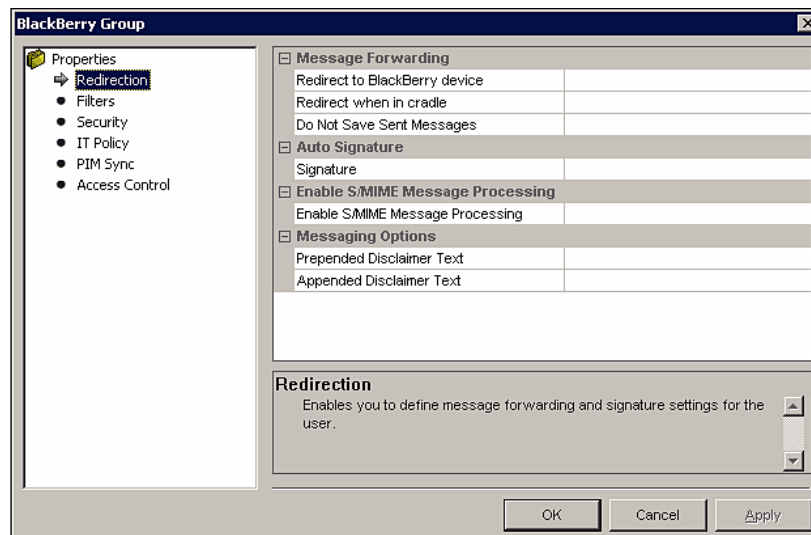 BlackBerry Group
Properties
Redirection
Filters
Security
IT Policy
PIM Sync
Access Control
Message Forwarding
Redirect to BlackBerry device
Redirect when in cradle
Do Not Save Sent Messages
Auto Signature
Signature
Enable S/MIME Message Processing
Enable S/MIME Message Processing
Messaging Options
Prepended Disclaimer Text
Appended Disclaimer Text
Redirection
Enables you to define message forwarding and signature settings for the
user.
OK Cancel Apply